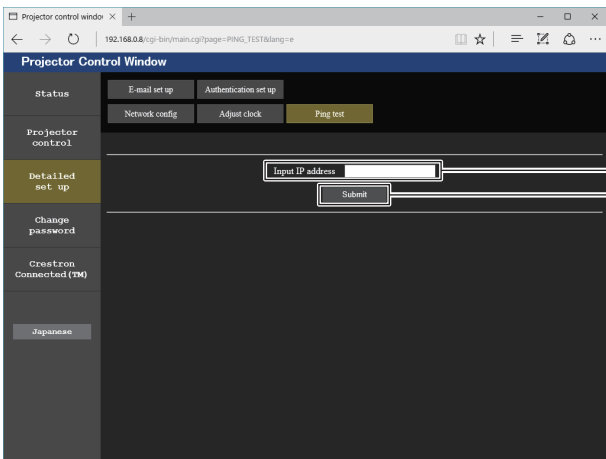 Projector control windo
192.168.0.8/cgi-bin/main.cgi?page=PING_TEST&lang=e
Projector Control Window
Status
E-mail set up
Authentication set up
Network config
Adjust clock
Ping test
Projector
control
Input IP address
Detailed
set up
Submit
Change
password
Crestron
Connected(TM)
Japanese